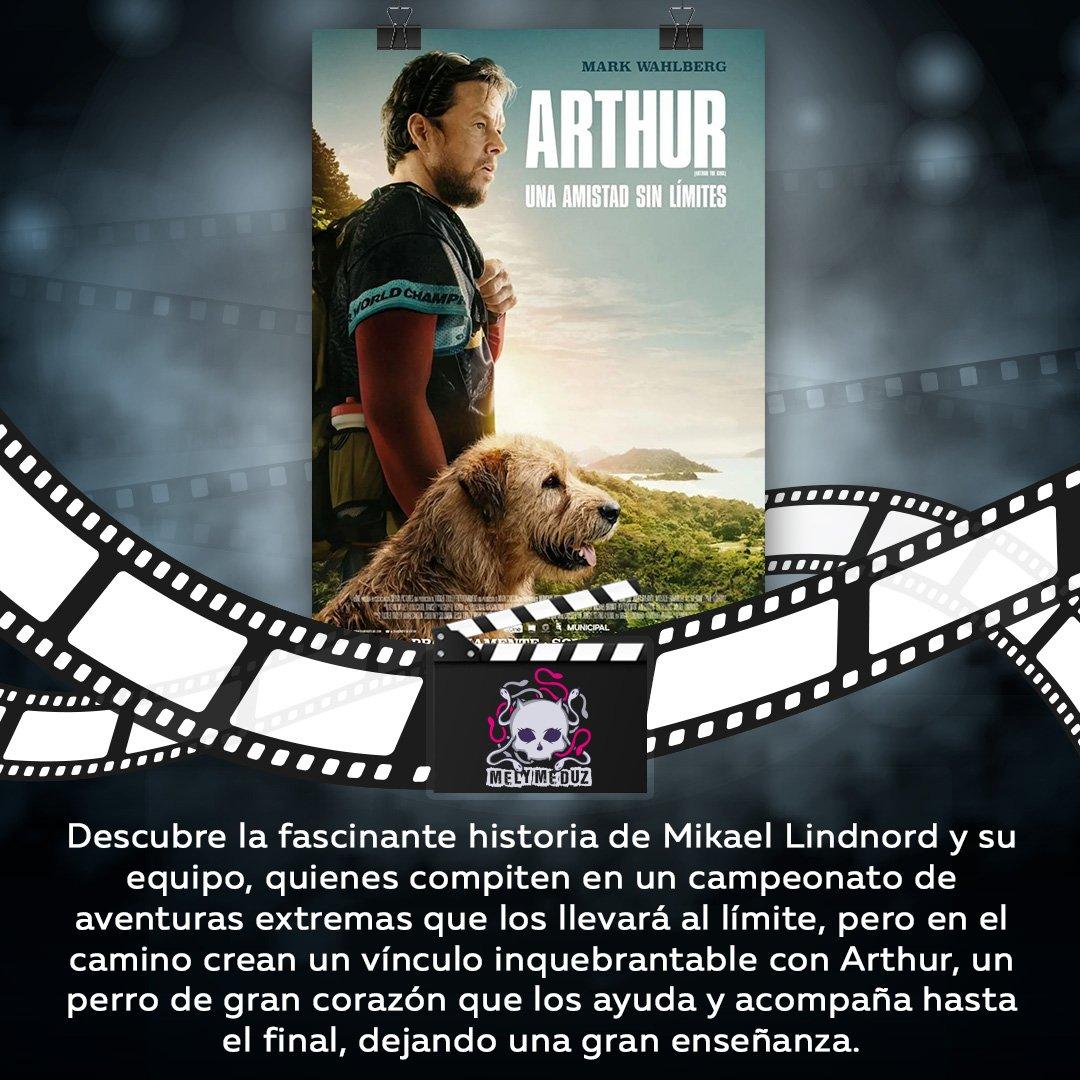 MARK WAHLBERG
ARTHUR
(ARTHUR THE KING)
UNA AMISTAD SIN LÍMITES
WORLD CHAMP
MUNICIPAL
MELY MEDUZ
Descubre la fascinante historia de Mikael Lindnord y su
equipo, quienes compiten en un campeonato de
aventuras extremas que los llevará al límite, pero en el
camino crean un vínculo inquebrantable con Arthur, un
perro de gran corazón que los ayuda y acompaña hasta
el final, dejando una gran enseñanza.